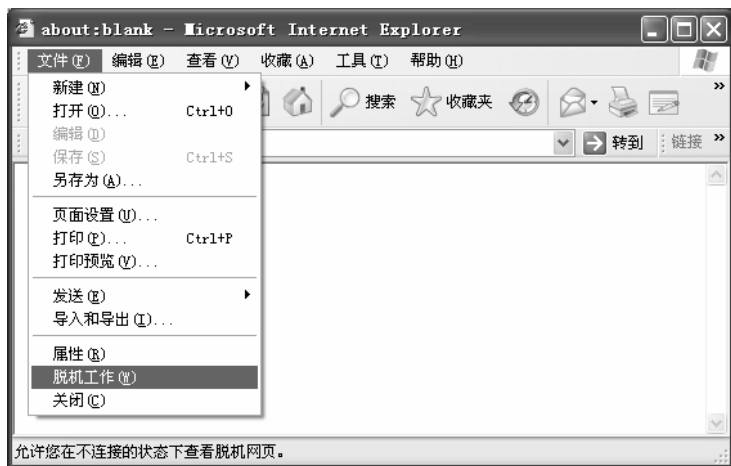 about:blank - Microsoft Internet Explorer
文件(F) 编辑(E) 查看(V) 收藏(A) 工具(T) 帮助(H)
新建(N)
打开(O)... Ctrl+O
编辑(D)
保存(S) Ctrl+S
另存为(A)...
页面设置(U)...
打印(P)... Ctrl+P
打印预览(V)...
发送(E)
导入和导出(I)...
属性(R)
脱机工作(W)
关闭(C)
搜索 收藏夹 »
转到 链接 »
允许您在不连接的状态下查看脱机网页。